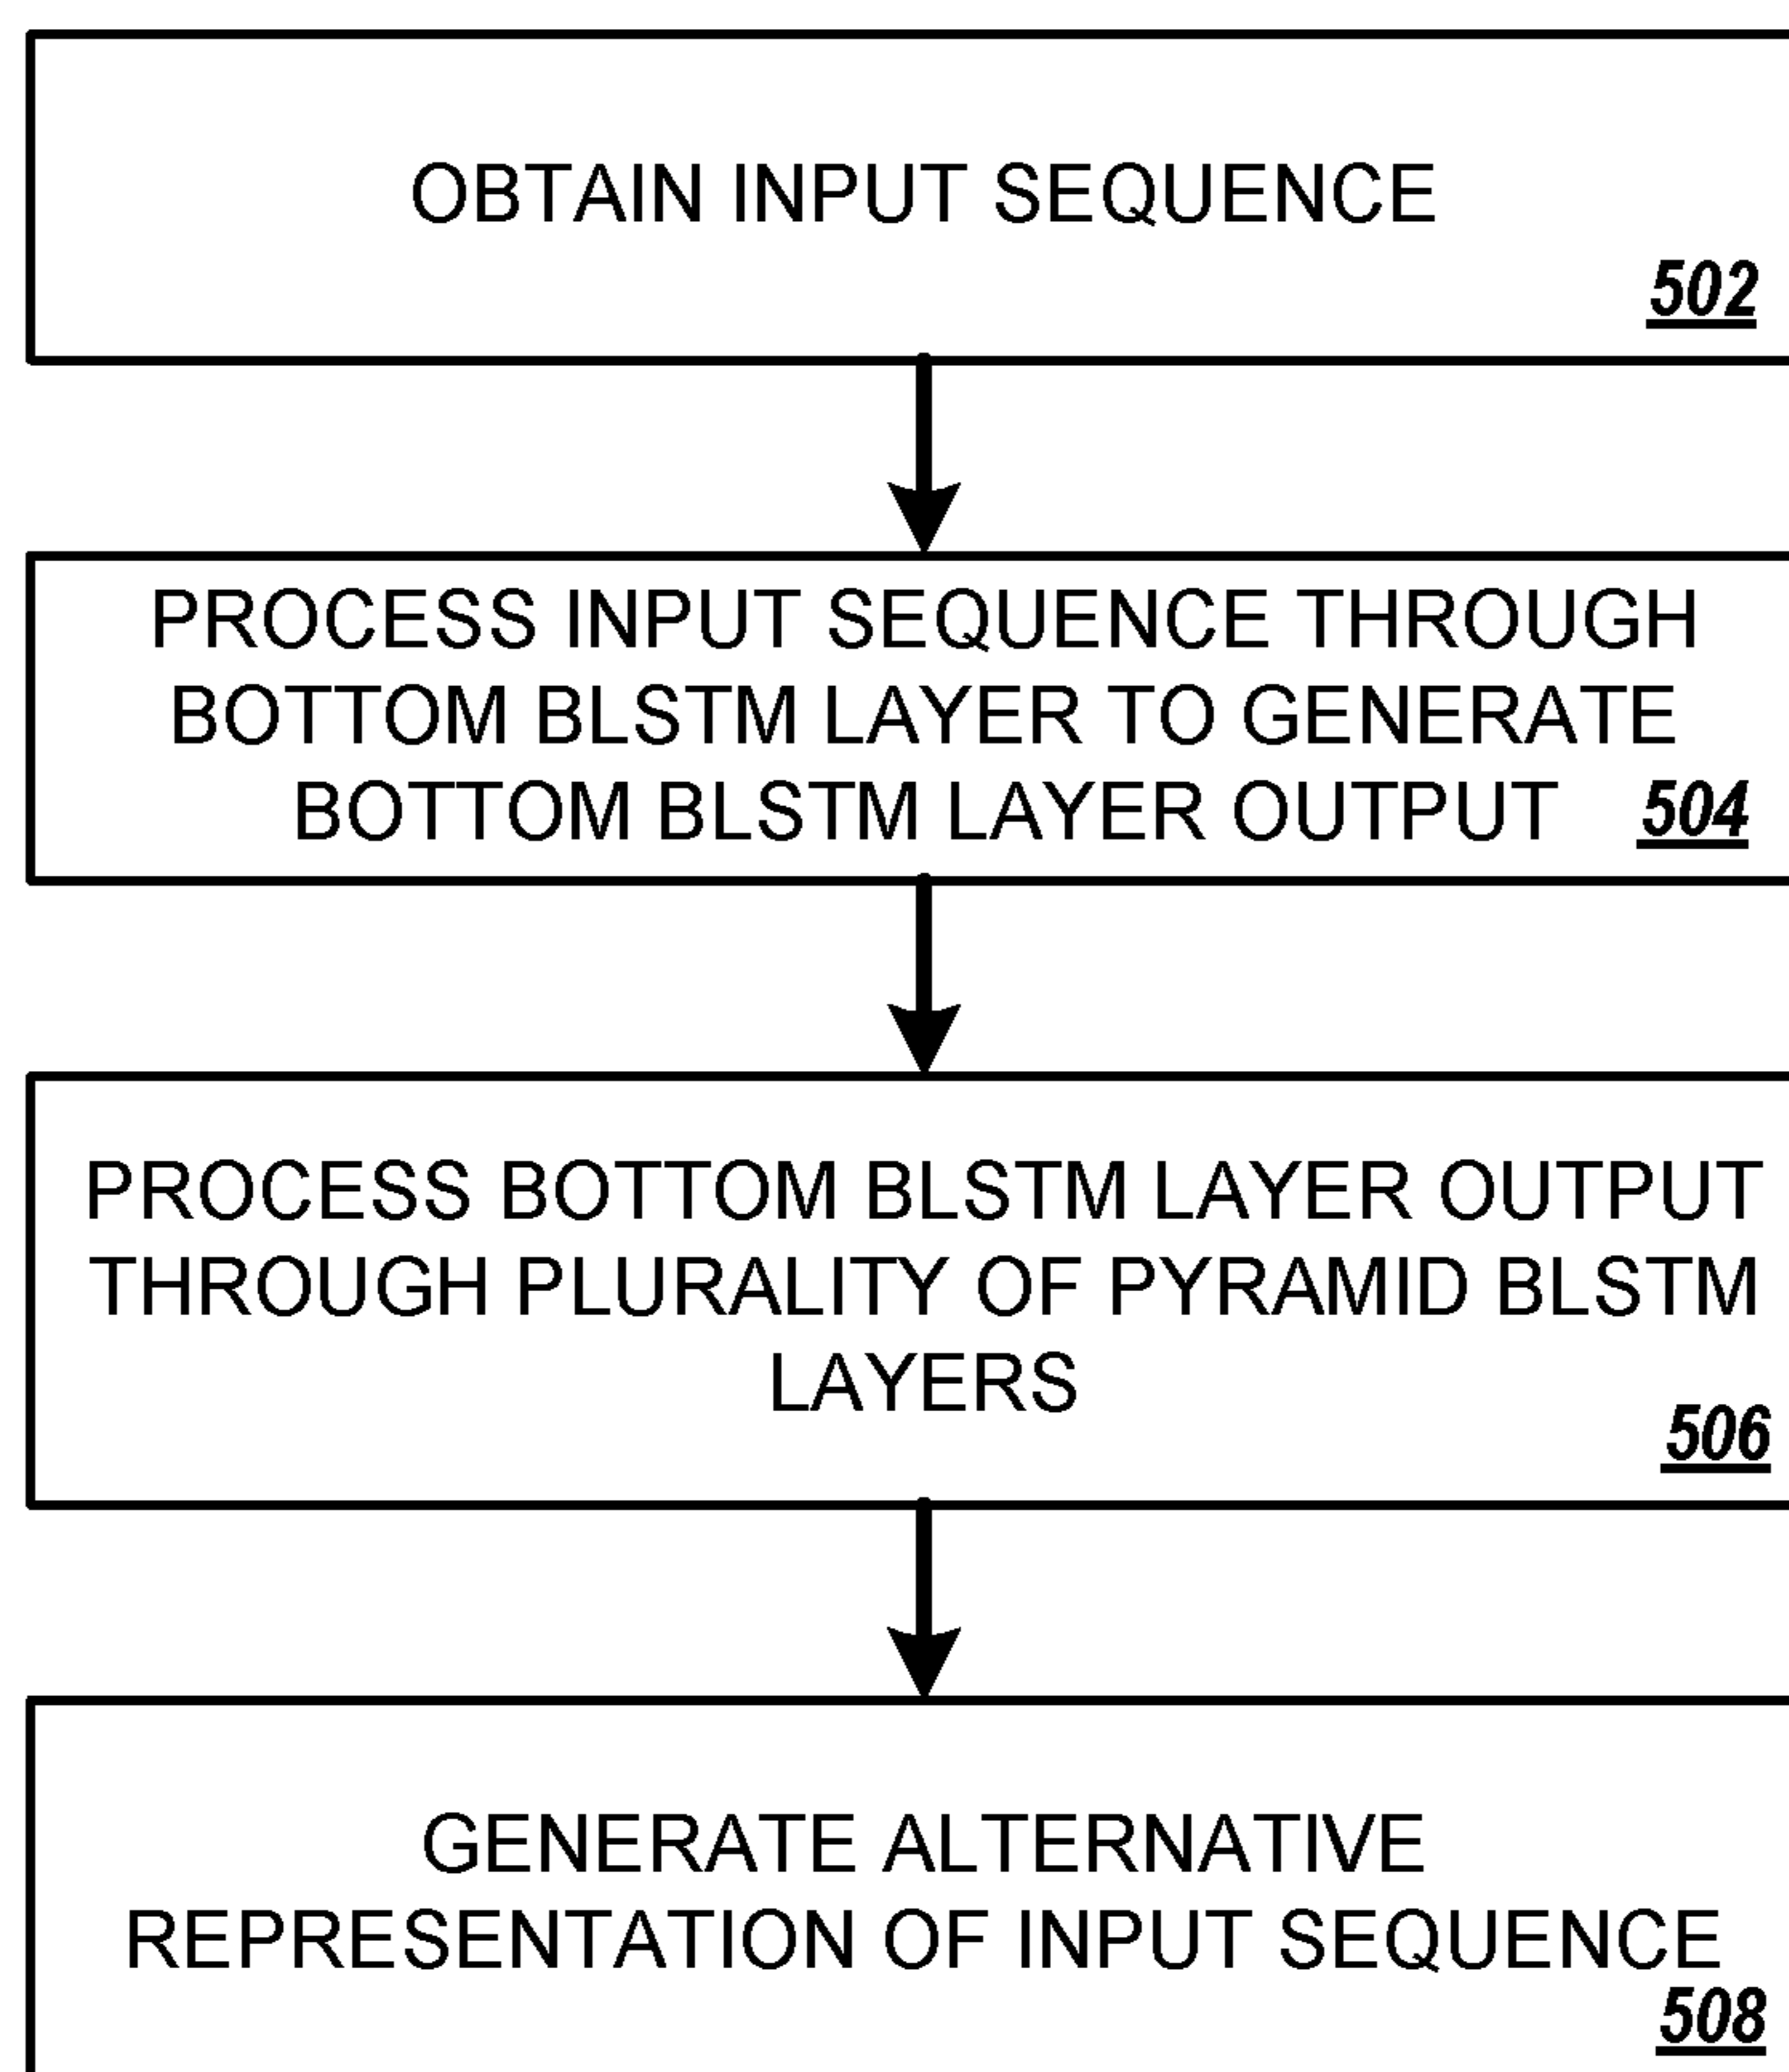 OBTAIN INPUT SEQUENCE
502
PROCESS INPUT SEQUENCE THROUGH
BOTTOM BLSTM LAYER TO GENERATE
BOTTOM BLSTM LAYER OUTPUT 504
PROCESS BOTTOM BLSTM LAYER OUTPUT
THROUGH PLURALITY OF PYRAMID BLSTM
LAYERS
506
GENERATE ALTERNATIVE
REPRESENTATION OF INPUT SEQUENCE
508